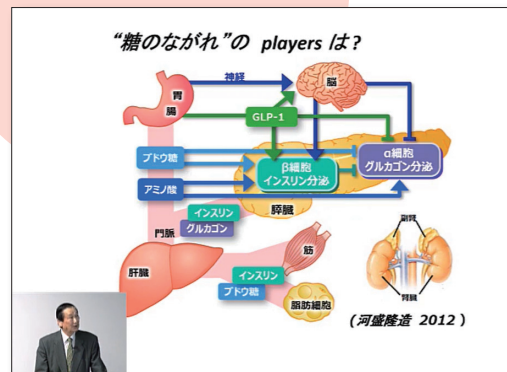 “糖のながれ”の players は?
神経
脳
胃
腸
GLP-1
α細胞
グルカゴン分泌
ブドウ糖
β細胞
インスリン分泌
アミノ酸
膵臓
インスリン
グルカゴン
門脈
副腎
筋
肝臓
インスリン
ブドウ糖
脂肪細胞
腎臓
(河盛隆造 2012)